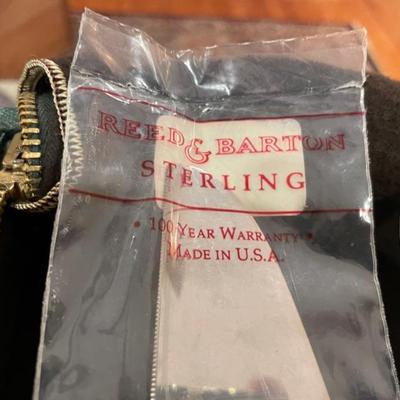 REED & BARTON
STERLING
• 100 YEAR WARRANTY •
MADE IN U.S.A.